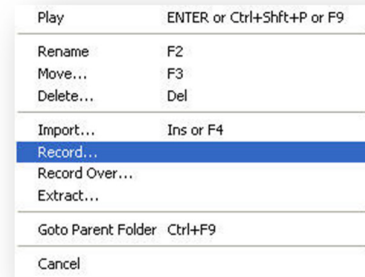 Play ENTER or Ctrl+Shft+P or F9
Rename F2
Move... F3
Delete... Del
Import... Ins or F4
Record...
Record Over...
Extract...
Goto Parent Folder Ctrl+F9
Cancel